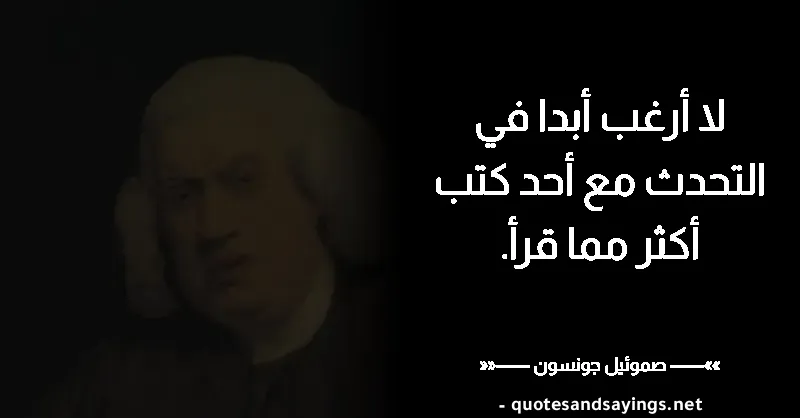 لا أرغب أبدا في
التحدث مع أحد كتب
أكثر مما قرأ.
»»—— صموئيل جونسون ——««
- quotesandsayings.net